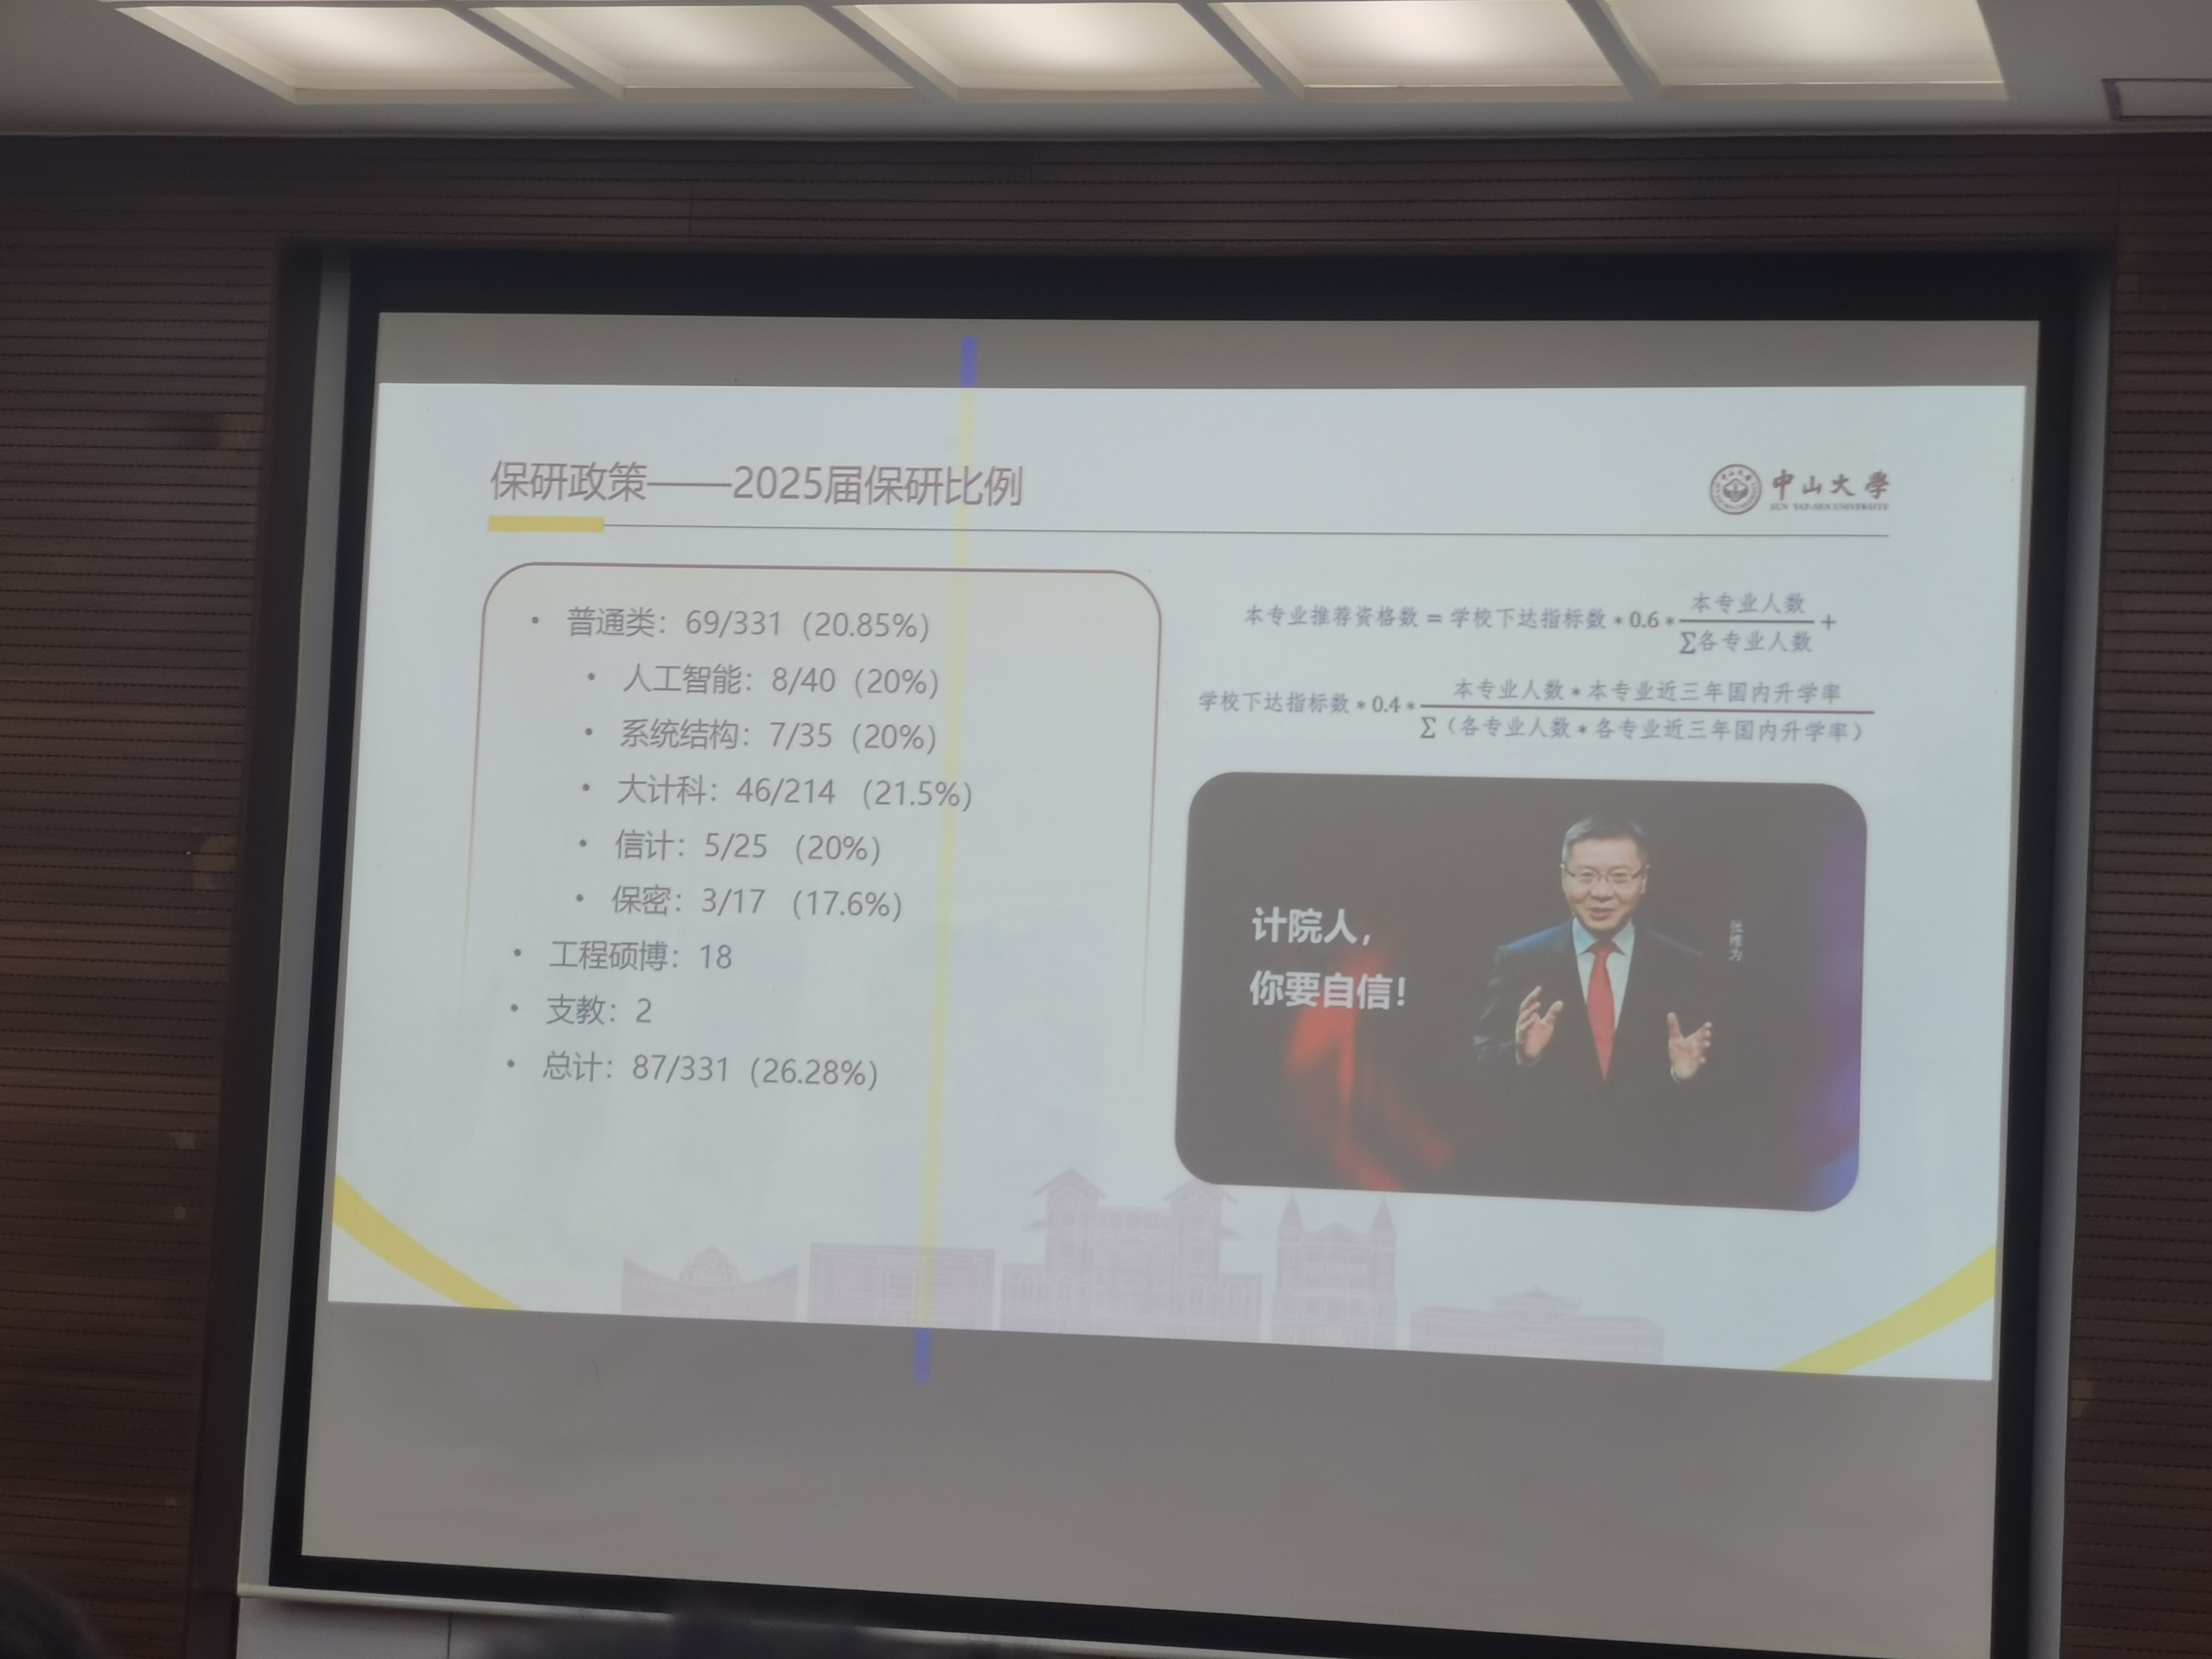 保研政策——2025届保研比例
中山大學
SUN YAT-SEN UNIVERSITY
• 普通类：69/331（20.85%）
• 人工智能：8/40（20%）
• 系统结构：7/35（20%）
• 大计科：46/214（21.5%）
• 信计：5/25（20%）
• 保密：3/17（17.6%）
• 工程硕博：18
• 支教：2
• 总计：87/331（26.28%）
本专业推荐资格数 = 学校下达指标数 * 0.6 * 本专业人数 / ∑各专业人数 +
学校下达指标数 * 0.4 * 本专业人数 * 本专业近三年国内升学率 / ∑（各专业人数 * 各专业近三年国内升学率）
计院人，
你要自信！
张维为